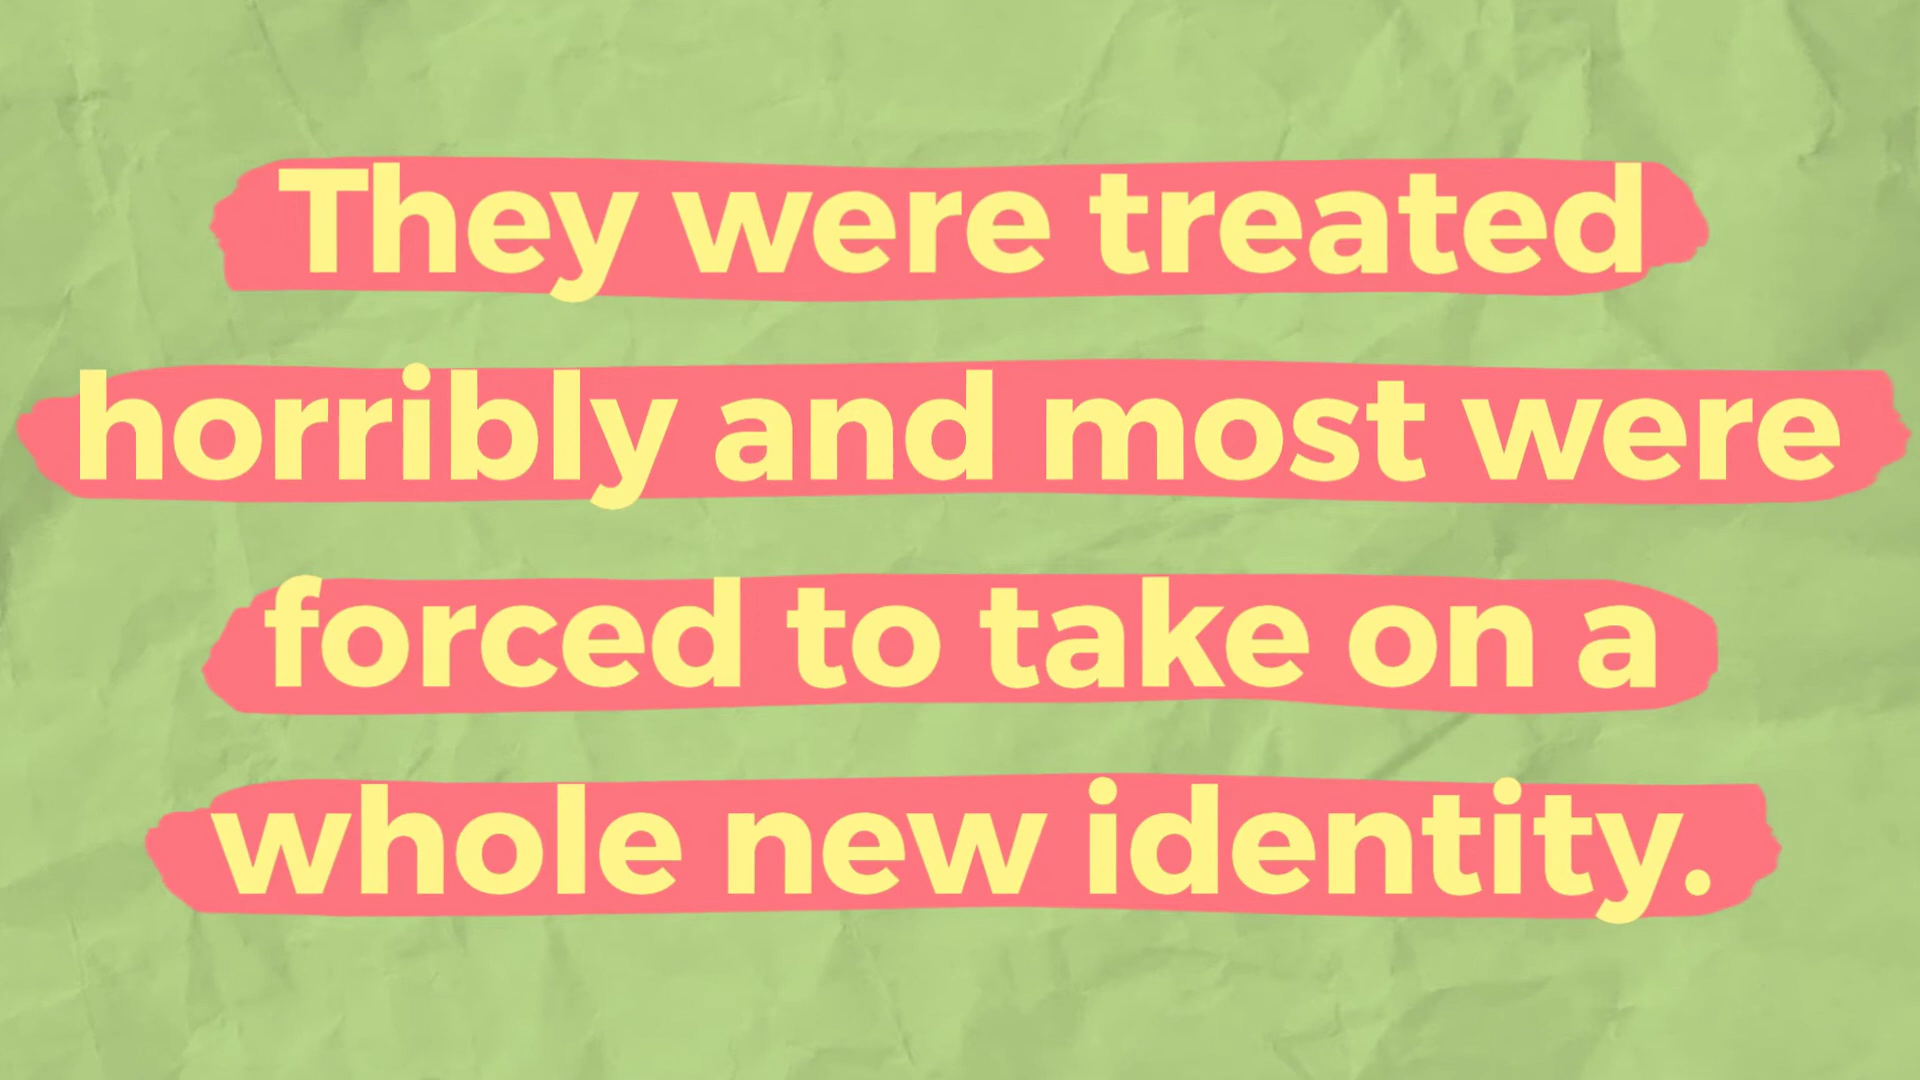 They were treated
horribly and most were
forced to take on a
whole new identity.